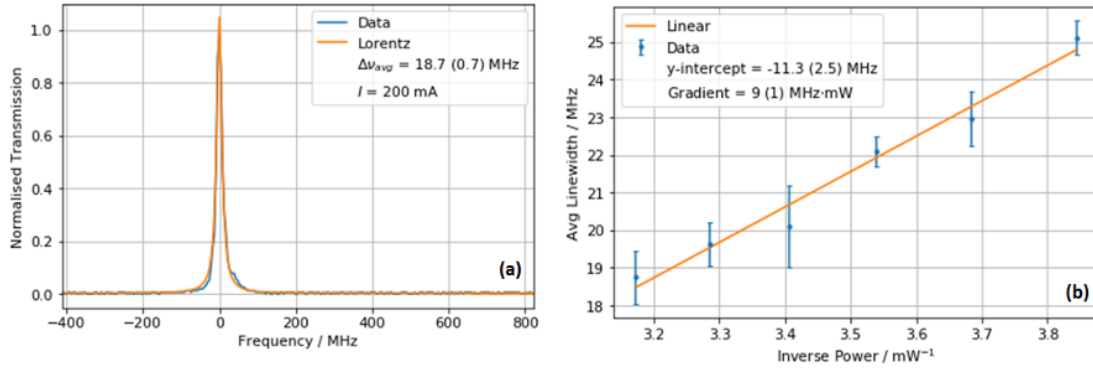 Normalised Transmission
1.0
0.8
0.6
0.4
0.2
0.0
Data
Lorentz
Δν_avg = 18.7 (0.7) MHz
I = 200 mA
(a)
−400 −200 0 200 400 600 800
Frequency / MHz
Avg Linewidth / MHz
25
24
23
22
21
20
19
18
Linear
Data
y-intercept = -11.3 (2.5) MHz
Gradient = 9 (1) MHz·mW
(b)
3.2 3.3 3.4 3.5 3.6 3.7 3.8
Inverse Power / mW⁻¹